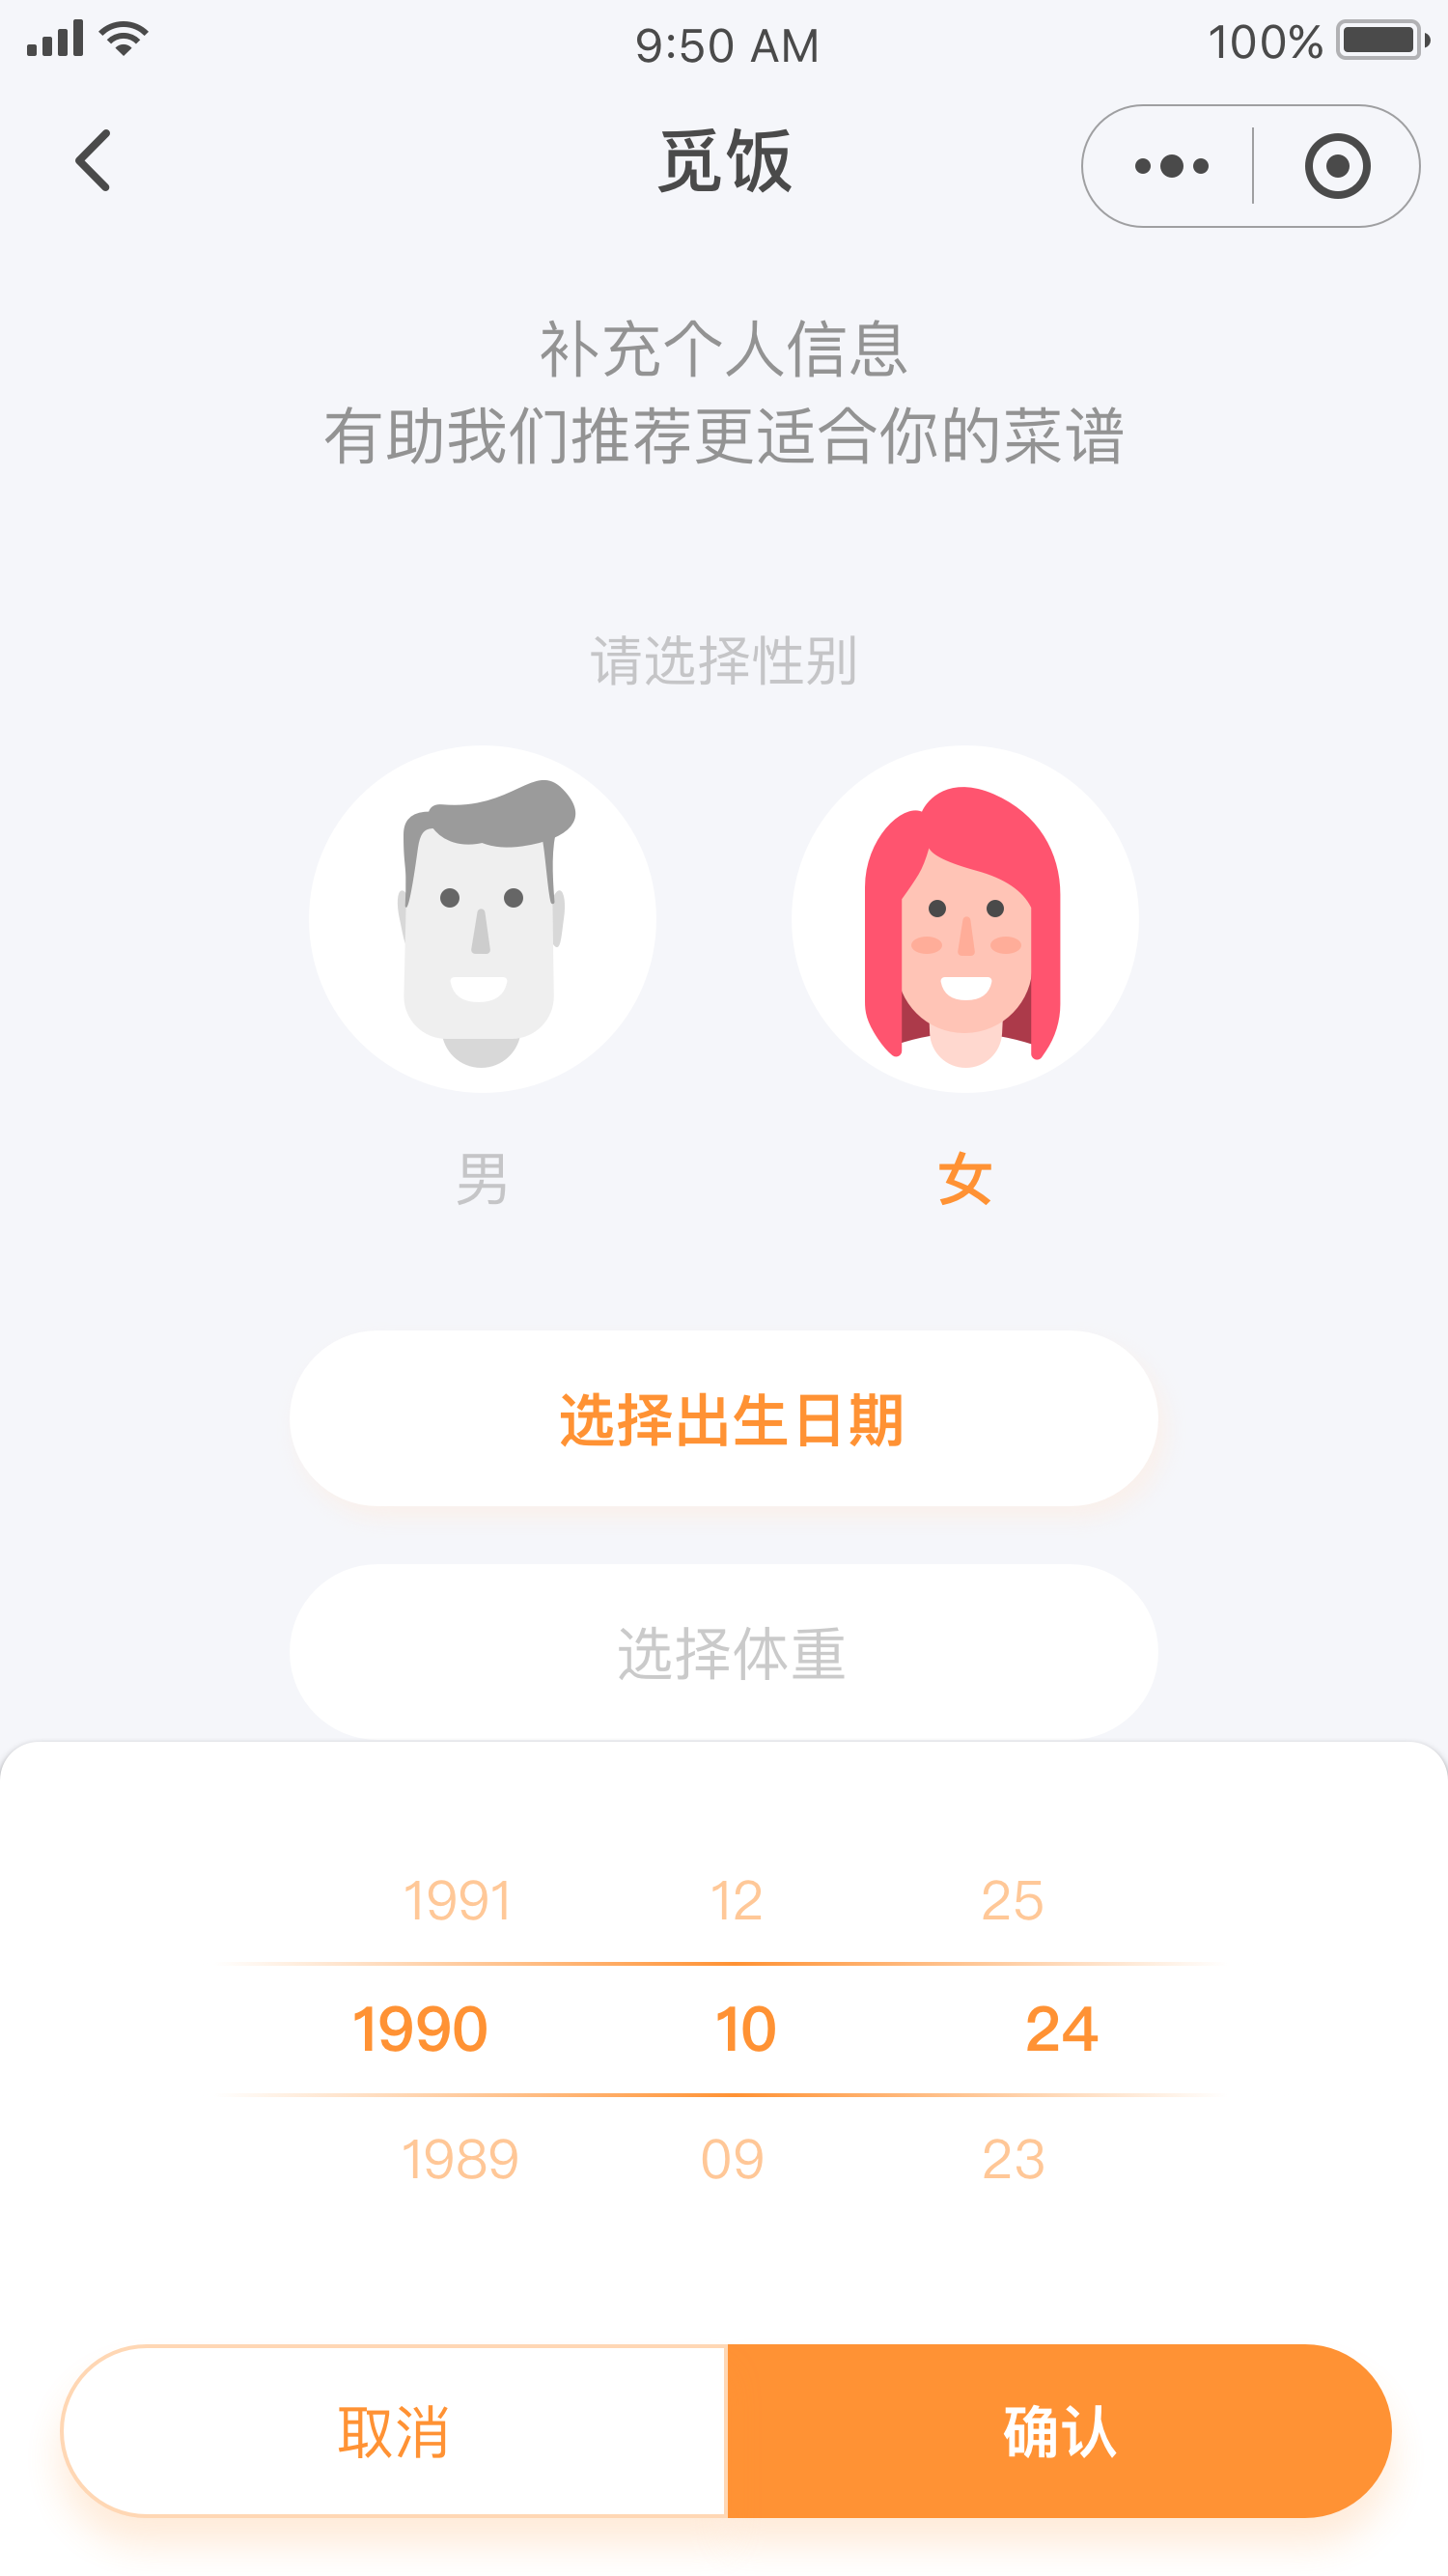 9:50 AM
100%
觅饭
补充个人信息
有助我们推荐更适合你的菜谱
请选择性别
男 女
选择出生日期
选择体重
1991 12 25
1990 10 24
1989 09 23
取消 确认